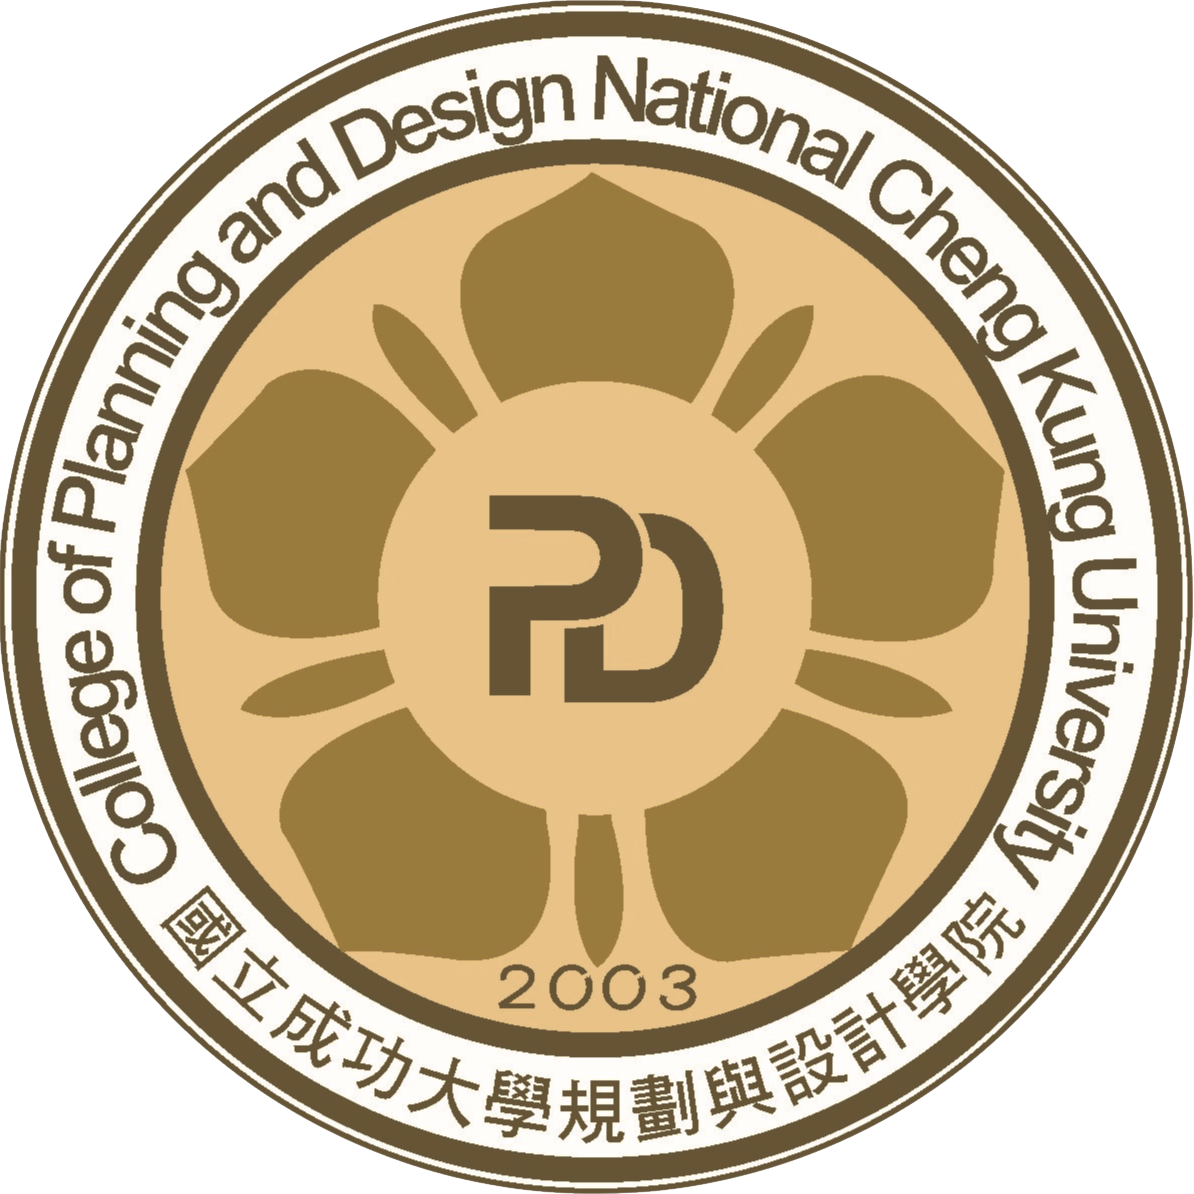 College of Planning and Design National Cheng Kung University
PD
2003
國立成功大學規劃與設計學院